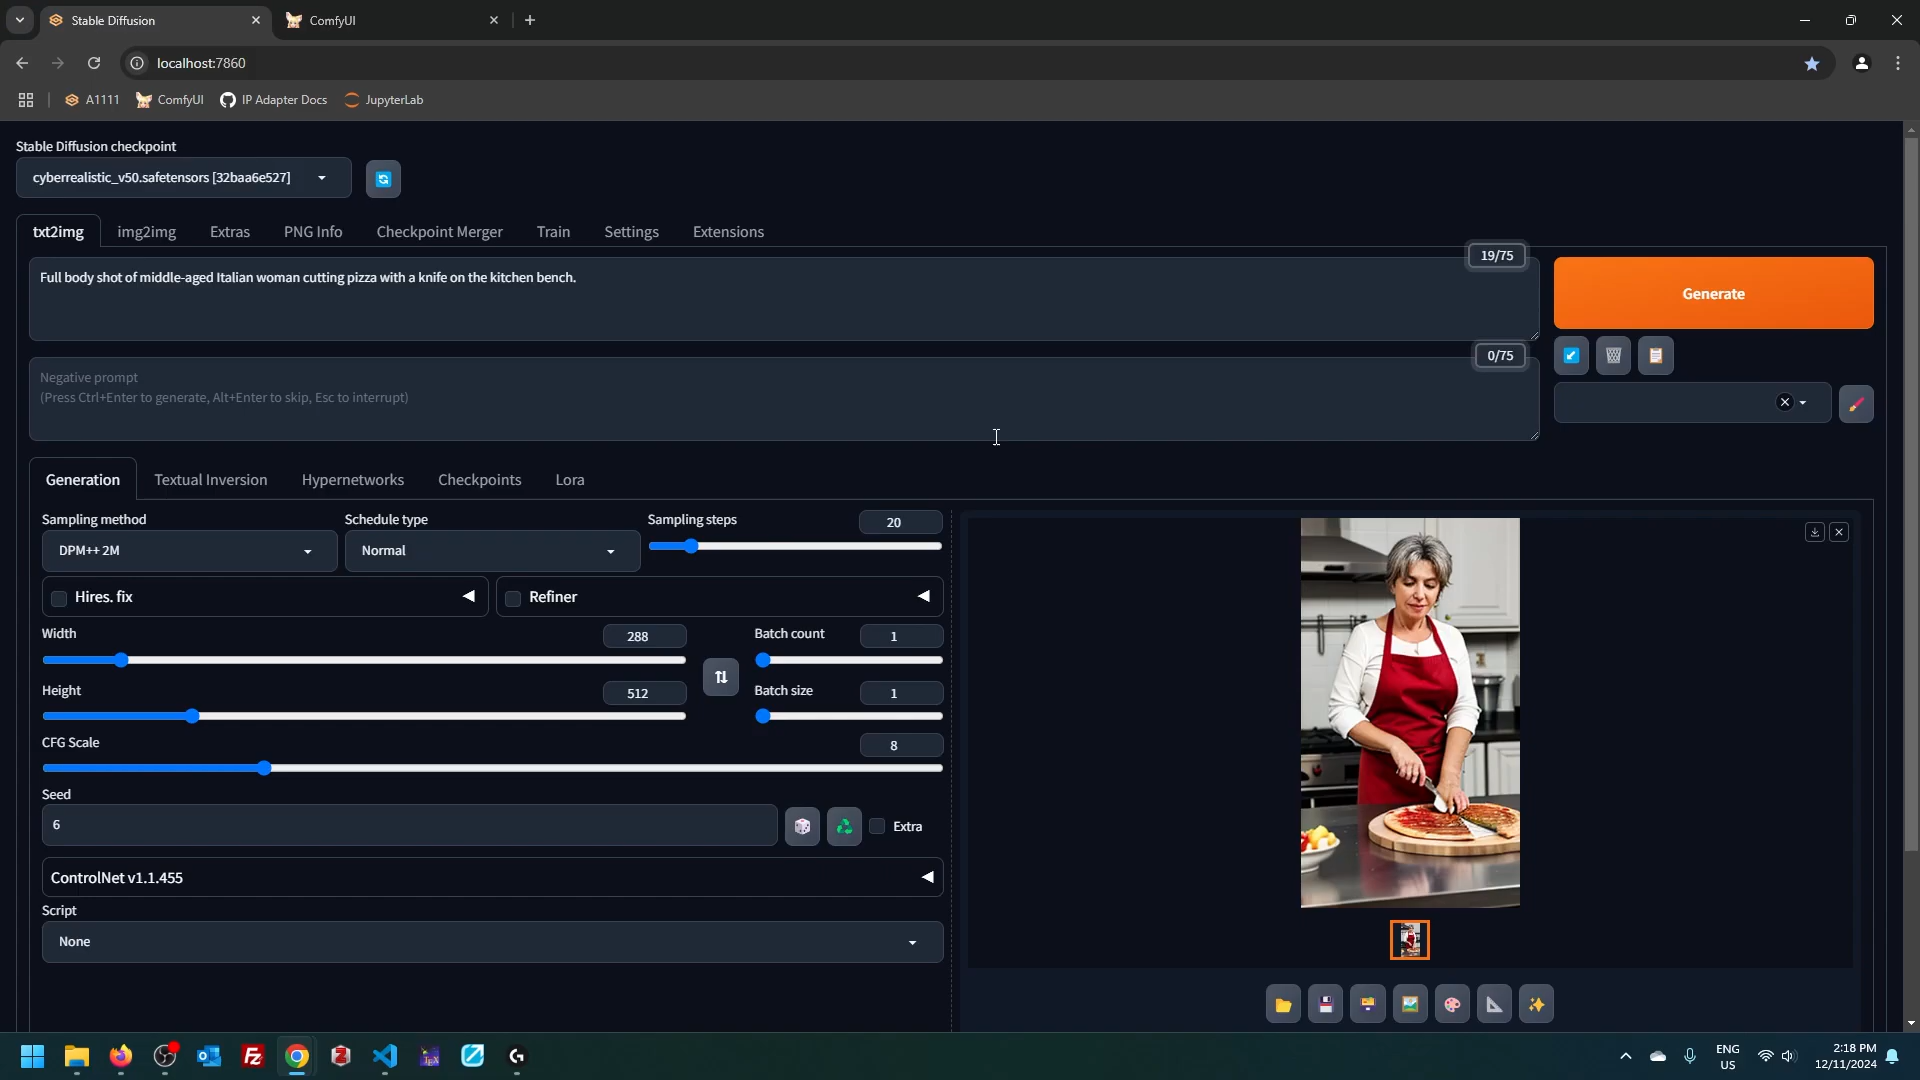 Stable Diffusion
ComfyUI
localhost:7860
A1111
ComfyUI
IP Adapter Docs
JupyterLab
Stable Diffusion checkpoint
cyberrealistic_v50.safetensors [32baa6e527]
txt2img
img2img
Extras
PNG Info
Checkpoint Merger
Train
Settings
Extensions
19/75
Full body shot of middle-aged Italian woman cutting pizza with a knife on the kitchen bench.
Generate
0/75
Negative prompt
(Press Ctrl+Enter to generate, Alt+Enter to skip, Esc to interrupt)
Generation
Textual Inversion
Hypernetworks
Checkpoints
Lora
Sampling method
Schedule type
Sampling steps
20
DPM++ 2M
Normal
Hires. fix
Refiner
Width
288
Batch count
1
Height
512
Batch size
1
CFG Scale
8
Seed
6
Extra
ControlNet v1.1.455
Script
None
ENG
US
2:18 PM
12/11/2024